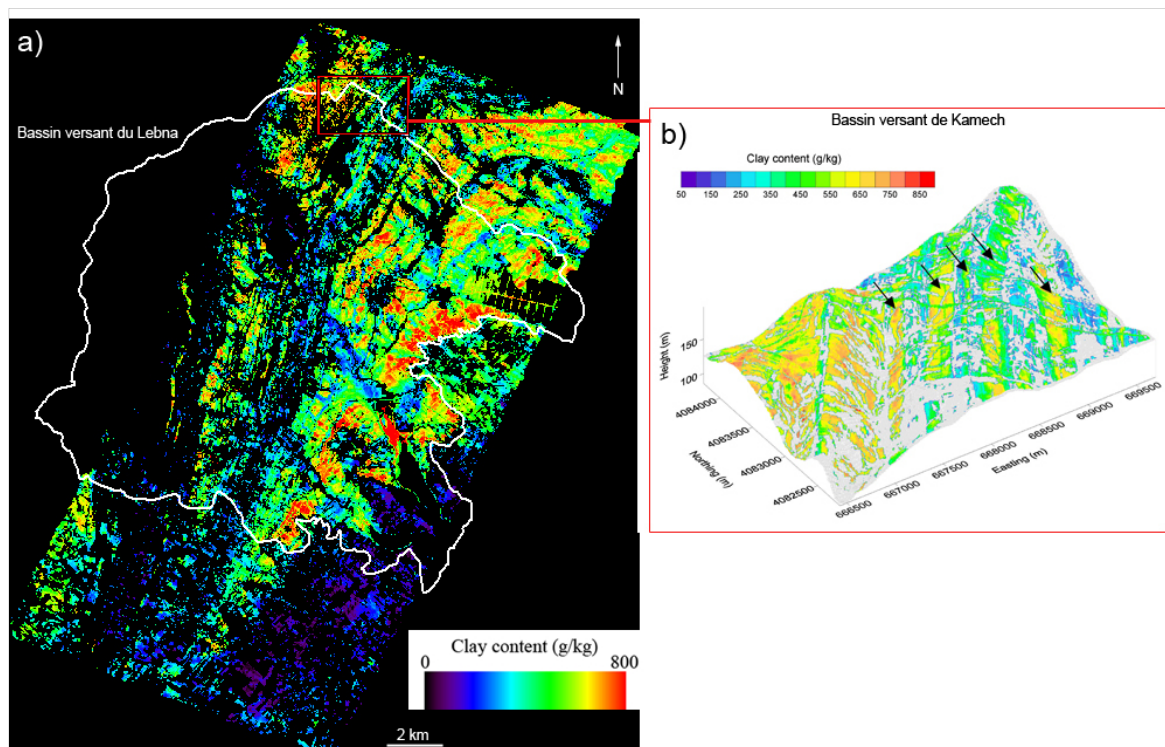 a)
N
Bassin versant du Lebna
Clay content (g/kg)
0 800
2 km
Bassin versant de Kamech
b)
Clay content (g/kg)
50 150 250 350 450 550 650 750 850
Height (m)
150
100
4084000
4083500
4083000
4082500
Northing (m)
666500
667000
667500
668000
668500
669000
669500
Easting (m)